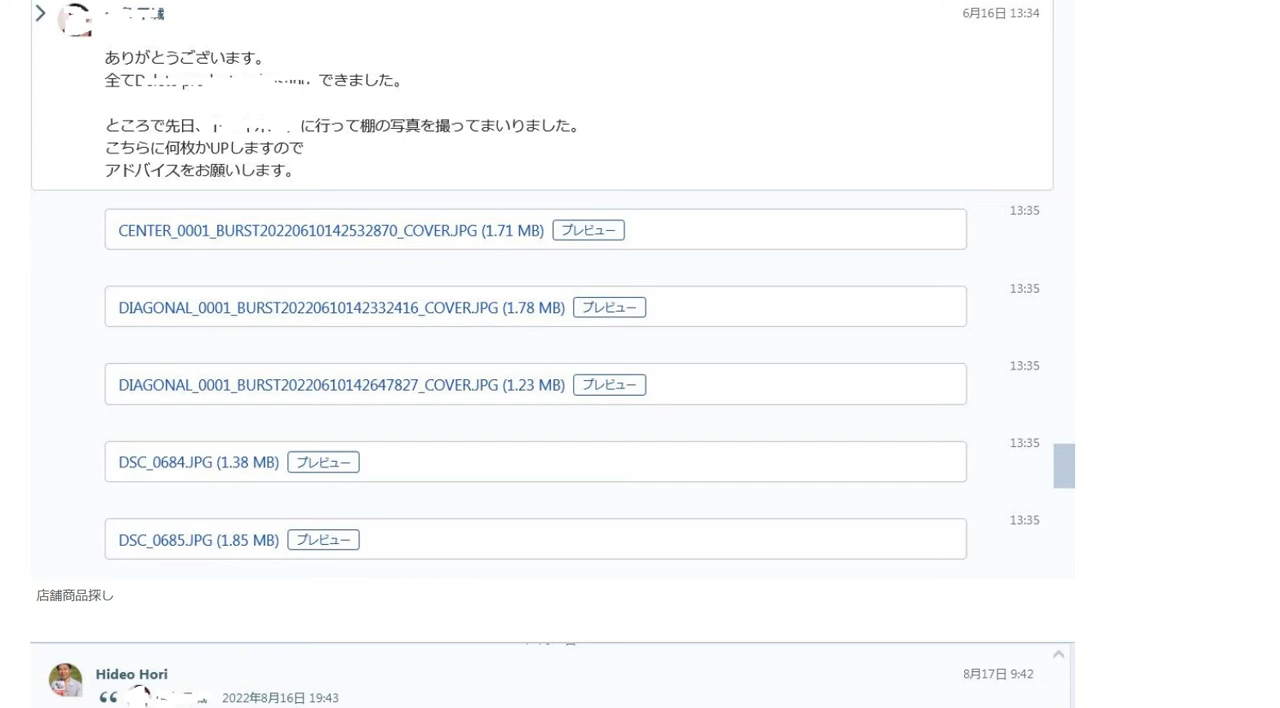 6月16日 13:34
ありがとうございます。
全て できました。
ところで先日、 に行って棚の写真を撮ってまいりました。
こちらに何枚かUPしますので
アドバイスをお願いします。
13:35
CENTER_0001_BURST20220610142532870_COVER.JPG (1.71 MB) プレビュー
13:35
DIAGONAL_0001_BURST20220610142332416_COVER.JPG (1.78 MB) プレビュー
13:35
DIAGONAL_0001_BURST20220610142647827_COVER.JPG (1.23 MB) プレビュー
13:35
DSC_0684.JPG (1.38 MB) プレビュー
13:35
DSC_0685.JPG (1.85 MB) プレビュー
店舗商品探し
Hideo Hori 8月17日 9:42
2022年8月16日 19:43